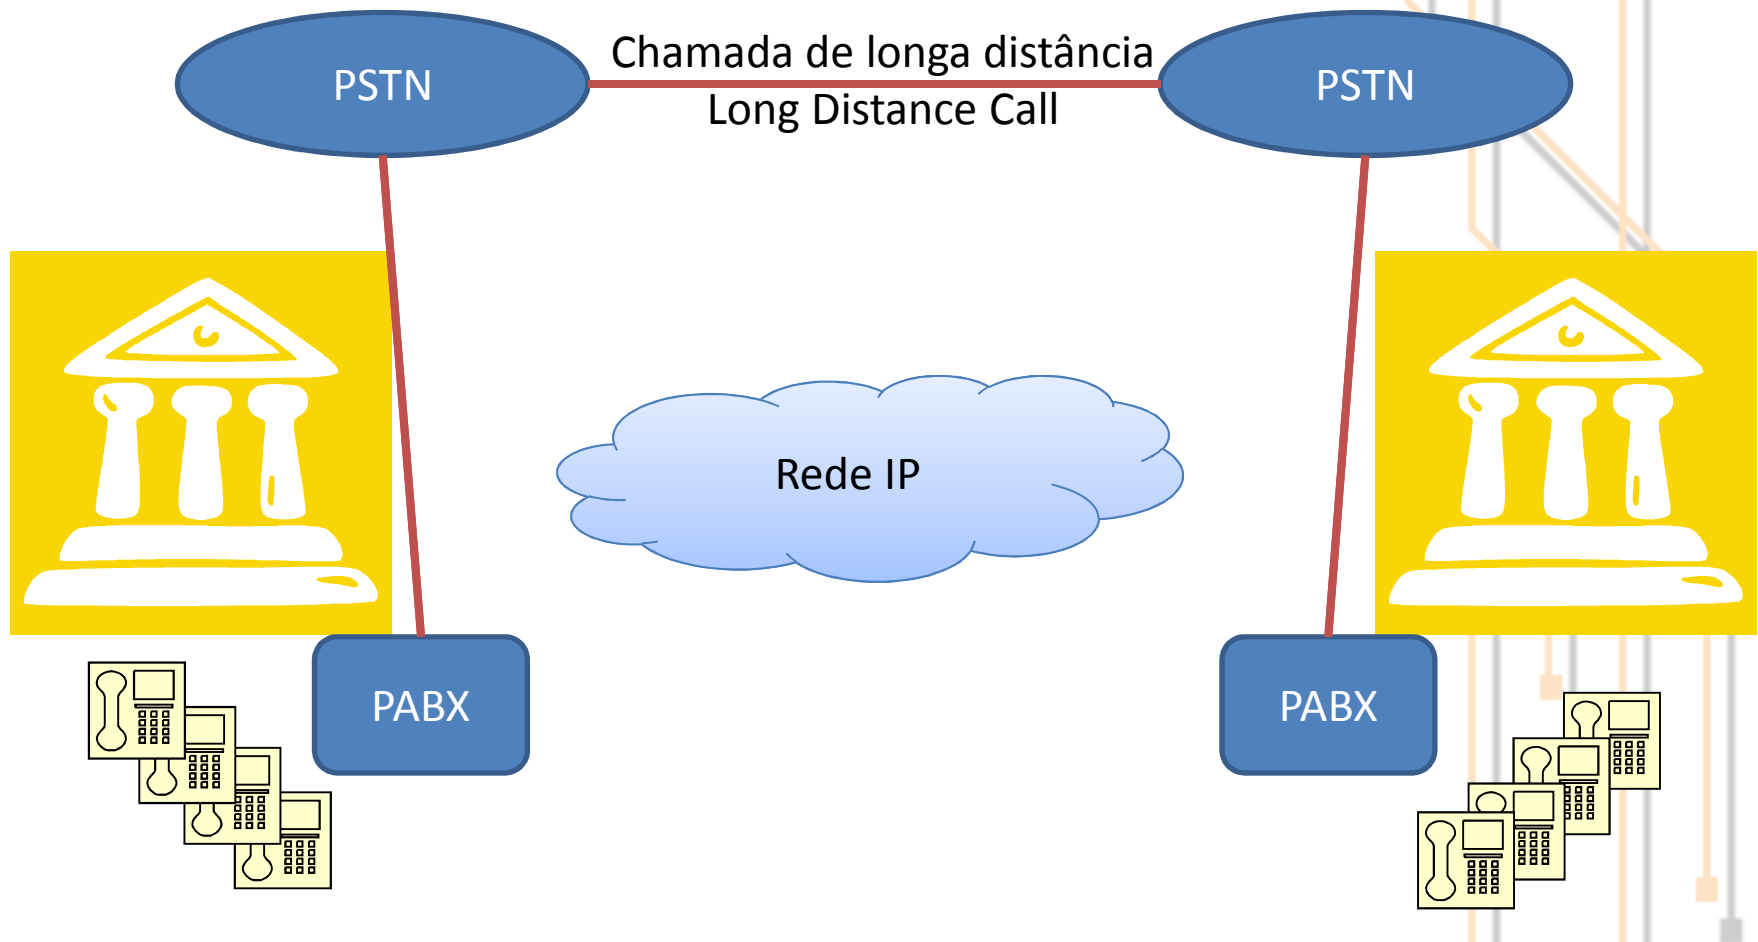 PSTN
Chamada de longa distância
Long Distance Call
PSTN
Rede IP
PABX
PABX